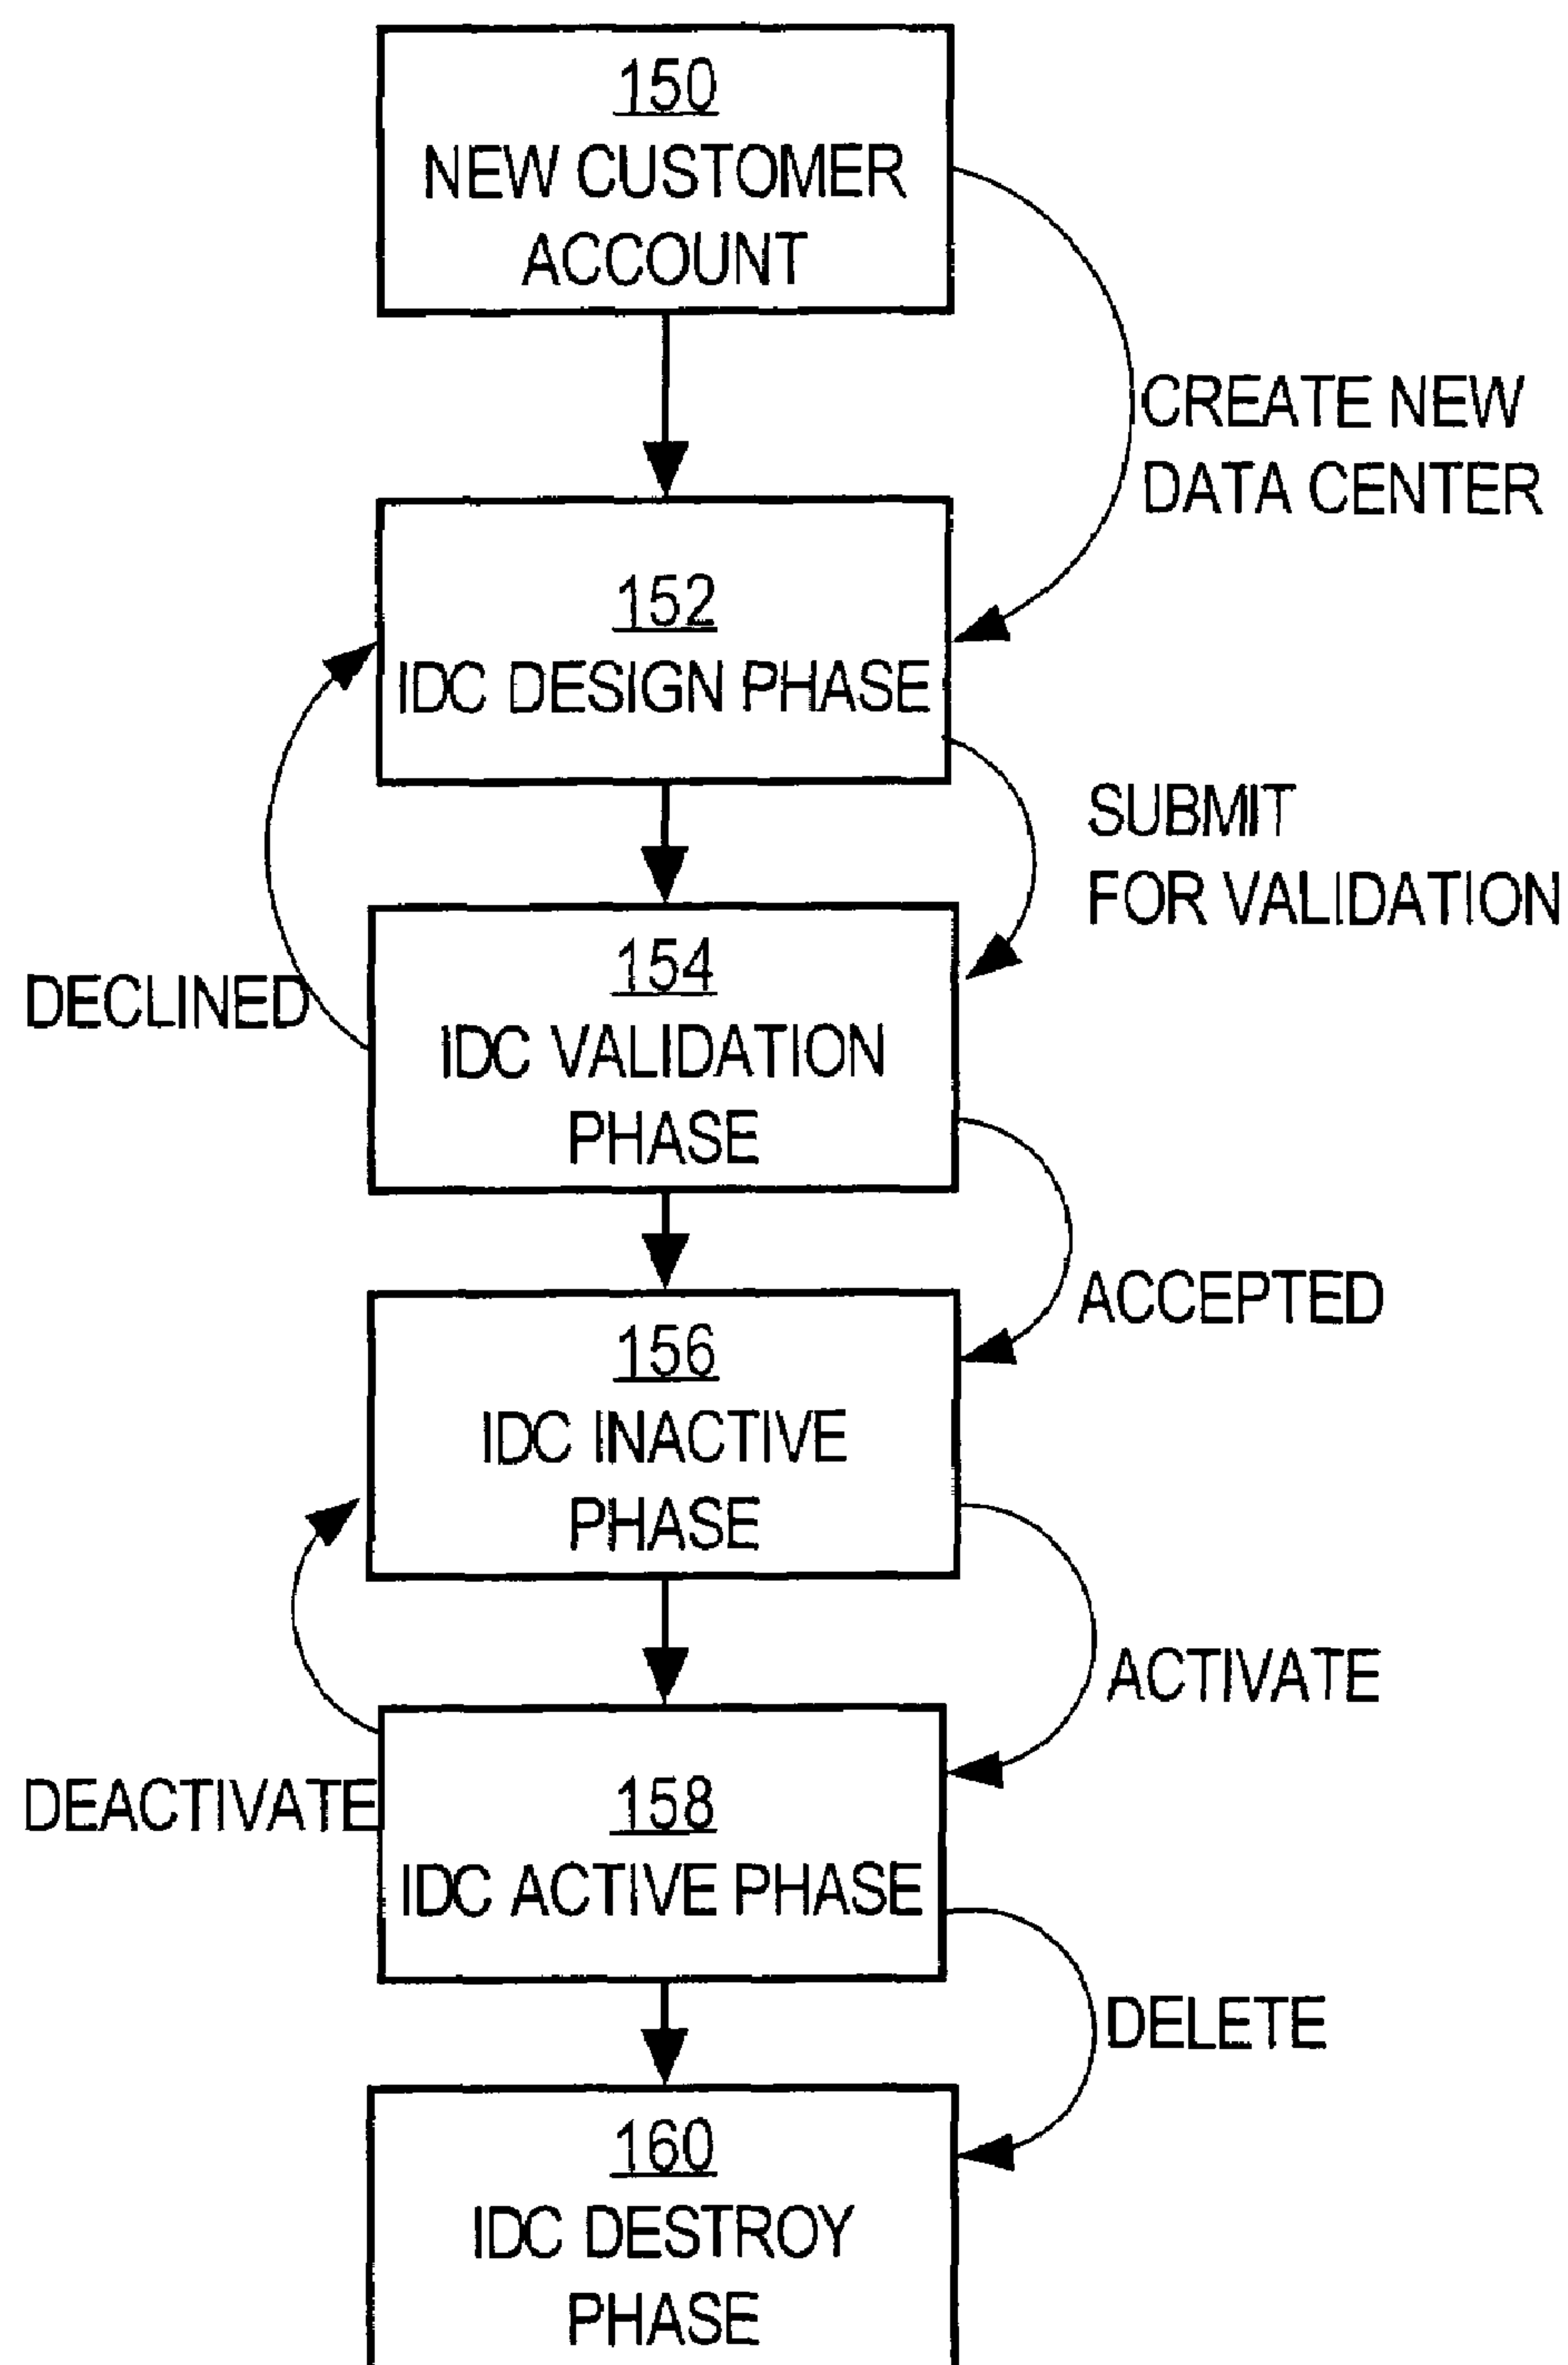 150
NEW CUSTOMER
ACCOUNT
CREATE NEW
DATA CENTER
152
IDC DESIGN PHASE
SUBMIT
FOR VALIDATION
154
IDC VALIDATION
PHASE
DECLINED
ACCEPTED
156
IDC INACTIVE
PHASE
ACTIVATE
DEACTIVATE
158
IDC ACTIVE PHASE
DELETE
160
IDC DESTROY
PHASE